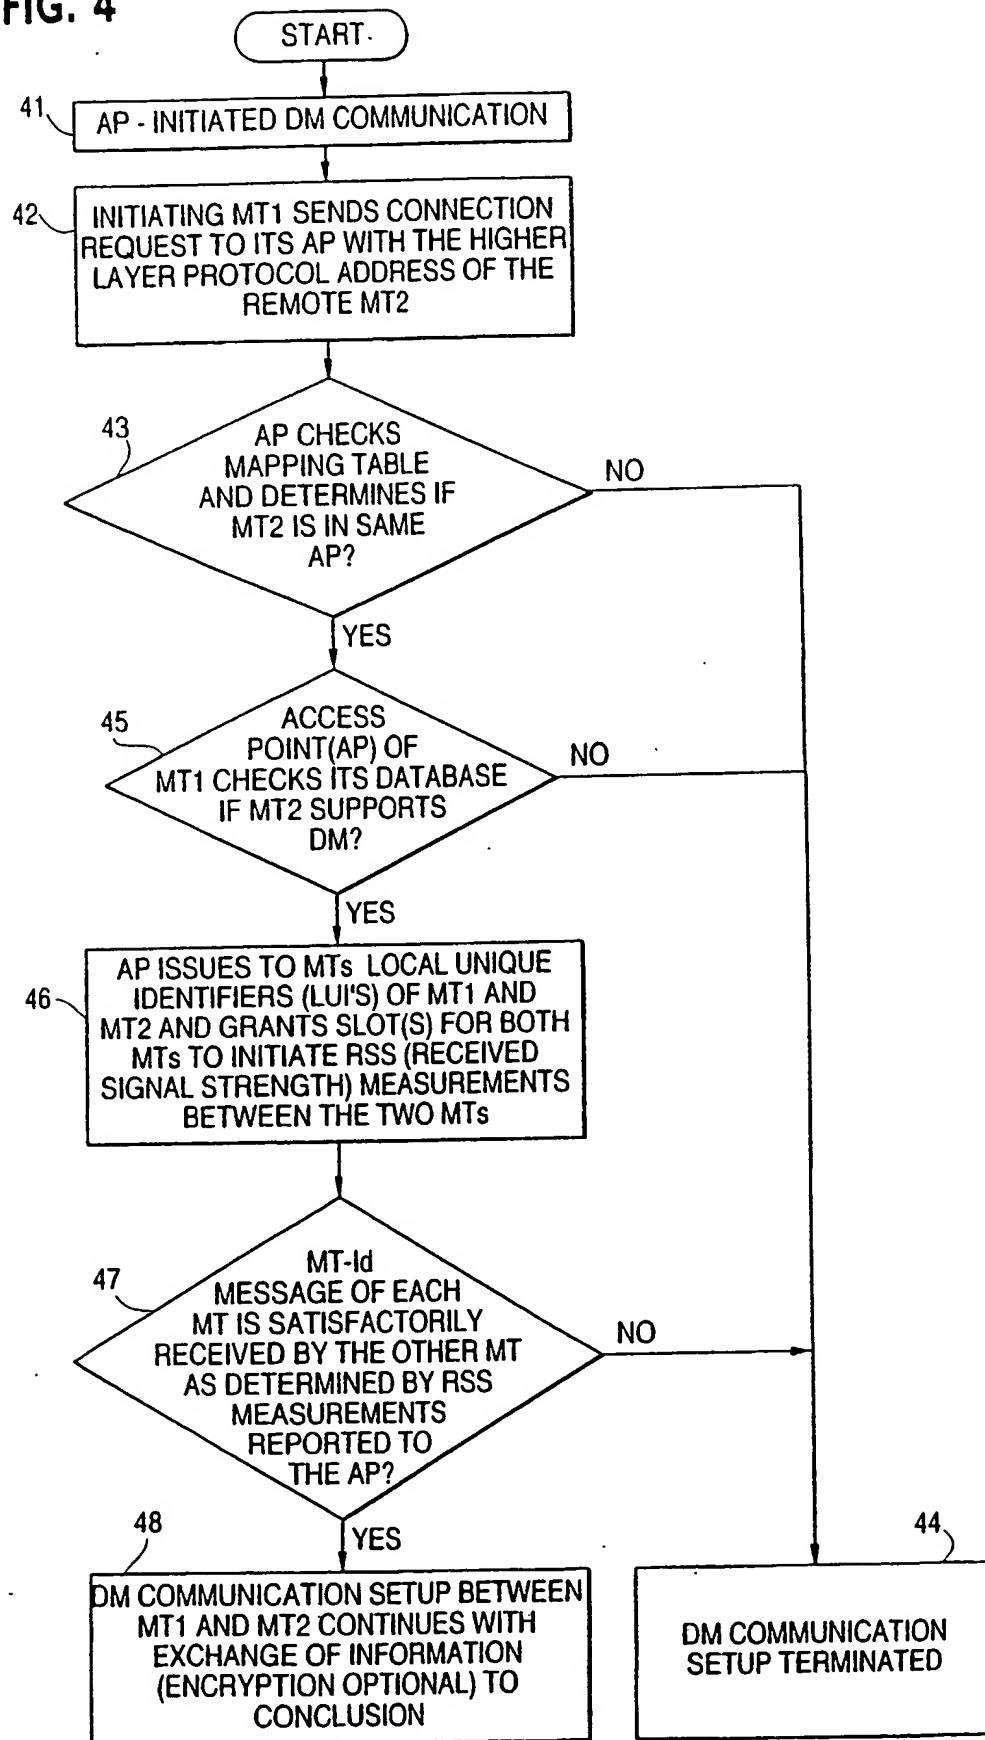 FIG. 4
START
41
AP - INITIATED DM COMMUNICATION
42
INITIATING MT1 SENDS CONNECTION
REQUEST TO ITS AP WITH THE HIGHER
LAYER PROTOCOL ADDRESS OF THE
REMOTE MT2
43
AP CHECKS
MAPPING TABLE
AND DETERMINES IF
MT2 IS IN SAME
AP?
NO
YES
45
ACCESS
POINT(AP) OF
MT1 CHECKS ITS DATABASE
IF MT2 SUPPORTS
DM?
NO
YES
46
AP ISSUES TO MTs LOCAL UNIQUE
IDENTIFIERS (LUI'S) OF MT1 AND
MT2 AND GRANTS SLOT(S) FOR BOTH
MTs TO INITIATE RSS (RECEIVED
SIGNAL STRENGTH) MEASUREMENTS
BETWEEN THE TWO MTs
47
MT-Id
MESSAGE OF EACH
MT IS SATISFACTORILY
RECEIVED BY THE OTHER MT
AS DETERMINED BY RSS
MEASUREMENTS
REPORTED TO
THE AP?
NO
YES
48
DM COMMUNICATION SETUP BETWEEN
MT1 AND MT2 CONTINUES WITH
EXCHANGE OF INFORMATION
(ENCRYPTION OPTIONAL) TO
CONCLUSION
44
DM COMMUNICATION
SETUP TERMINATED